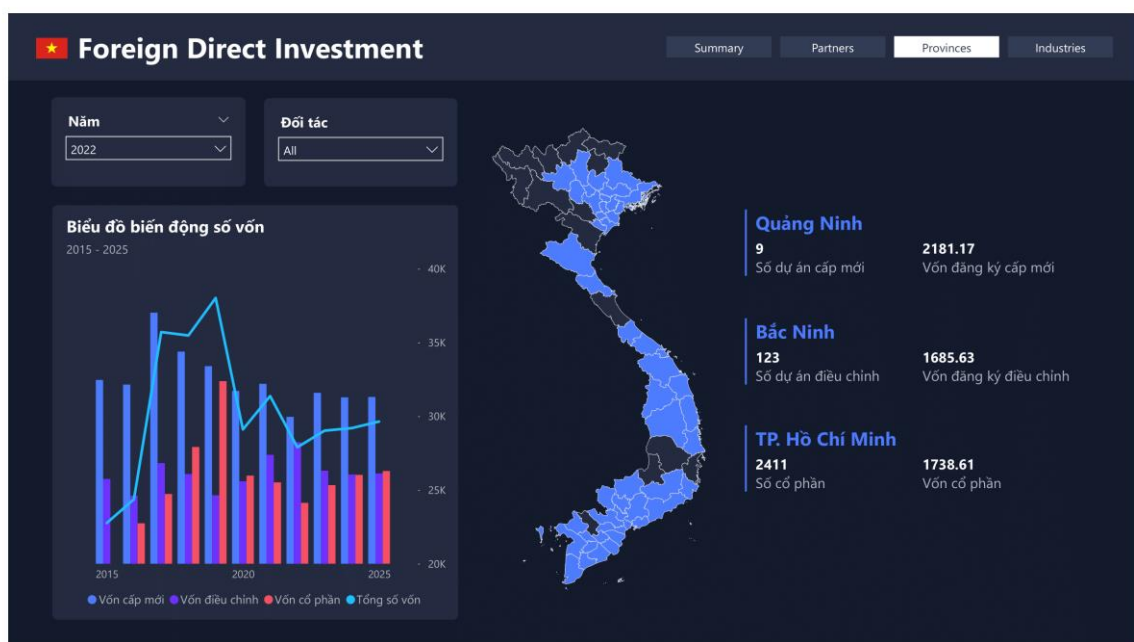 Foreign Direct Investment
Summary
Partners
Provinces
Industries
Năm
2022
Đối tác
All
Biểu đồ biến động số vốn
2015 - 2025
40K
35K
30K
25K
20K
2015
2020
2025
Vốn cấp mới
Vốn điều chỉnh
Vốn cổ phần
Tổng số vốn
Quảng Ninh
9
2181.17
Số dự án cấp mới
Vốn đăng ký cấp mới
Bắc Ninh
123
1685.63
Số dự án điều chỉnh
Vốn đăng ký điều chỉnh
TP. Hồ Chí Minh
2411
1738.61
Số cổ phần
Vốn cổ phần